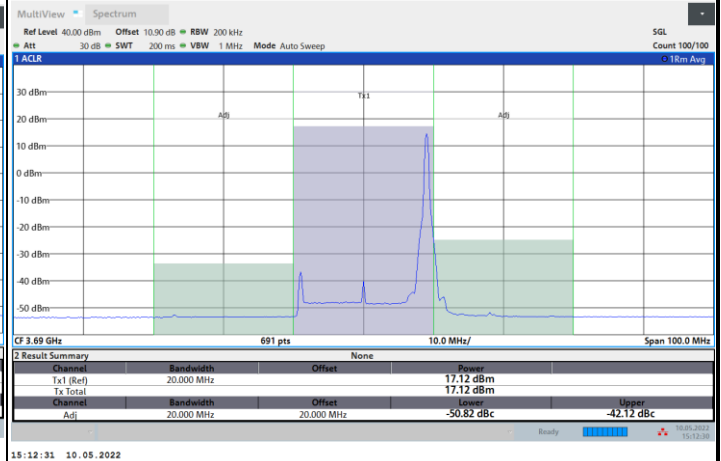 MultiView Spectrum
Ref Level 40.00 dBm Offset 10.90 dB RBW 200 kHz SGL
Att 30 dB SWT 200 ms VBW 1 MHz Mode Auto Sweep Count 100/100
1 ACLR 1Rm Avg
30 dBm
Tx1
20 dBm
Adj Adj
10 dBm
0 dBm
-10 dBm
-20 dBm
-30 dBm
-40 dBm
-50 dBm
CF 3.69 GHz 691 pts 10.0 MHz/ Span 100.0 MHz
2 Result Summary None
Channel Bandwidth Offset Power
Tx1 (Ref) 20.000 MHz 17.12 dBm
Tx Total 17.12 dBm
Channel Bandwidth Offset Lower Upper
Adj 20.000 MHz 20.000 MHz -50.82 dBc -42.12 dBc
Ready 10.05.2022
15:12:30
15:12:31 10.05.2022